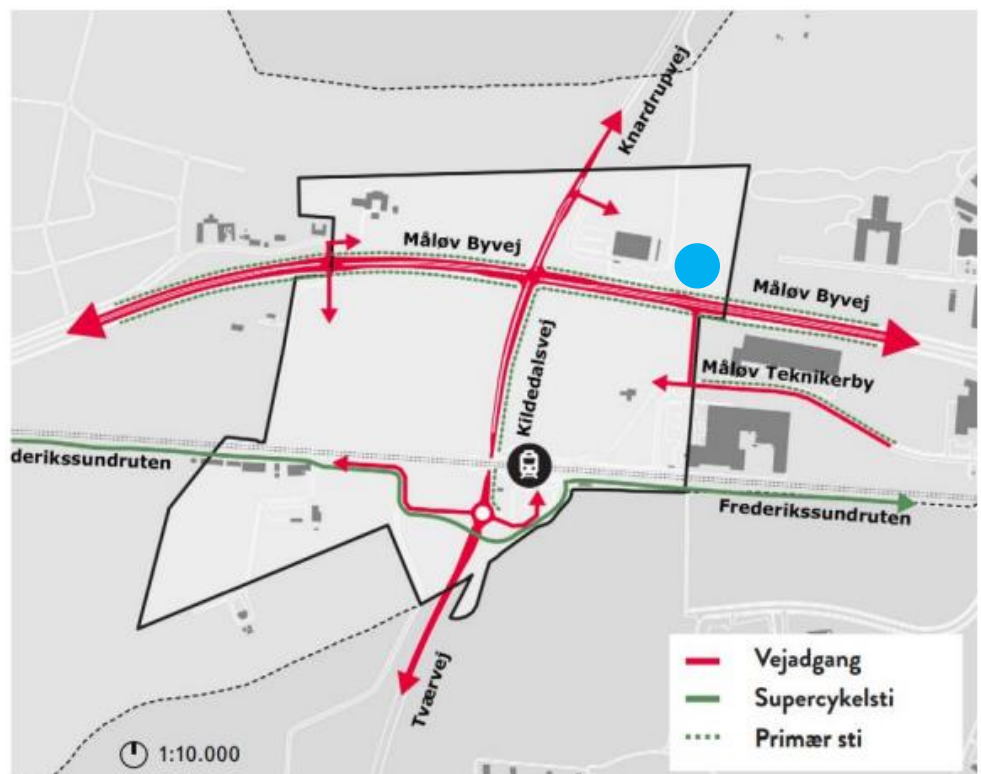 Knardrupvej
Måløv Byvej
Måløv Byvej
Måløv Teknikerby
Kildedalsvej
derikssundruten
Frederikssundruten
Tværvej
Vejadgang
Supercykelsti
Primær sti
1:10.000